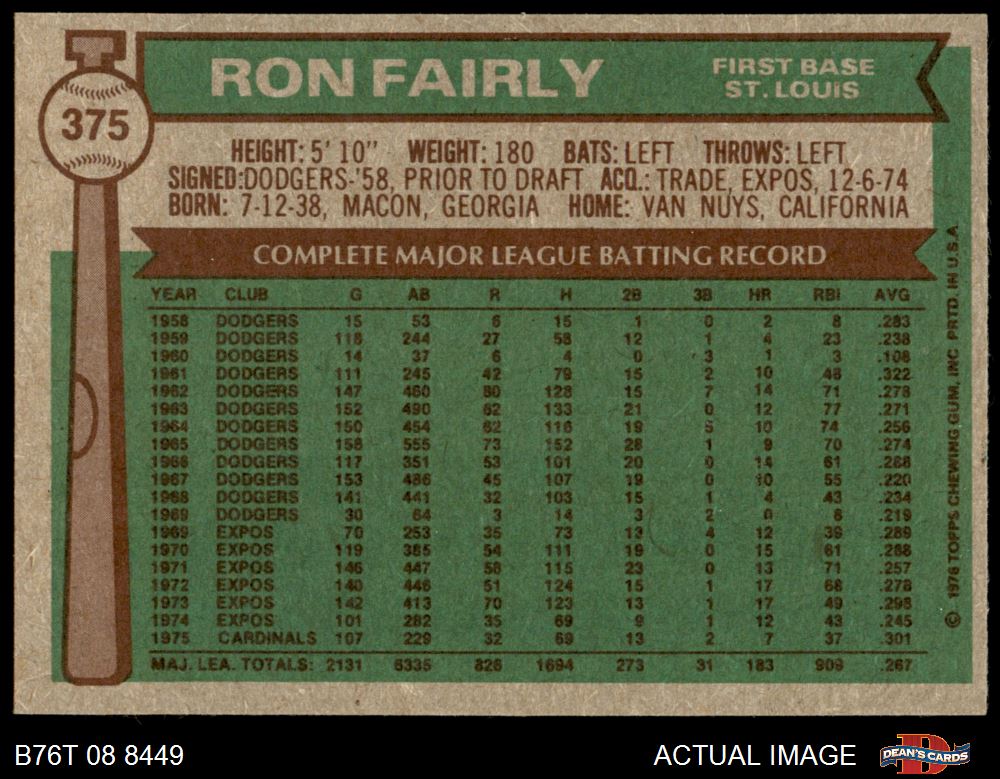 RON FAIRLY
FIRST BASE
ST. LOUIS
375
HEIGHT: 5' 10" WEIGHT: 180 BATS: LEFT THROWS: LEFT
SIGNED: DODGERS-'58, PRIOR TO DRAFT ACQ.: TRADE, EXPOS, 12-6-74
BORN: 7-12-38, MACON, GEORGIA HOME: VAN NUYS, CALIFORNIA
COMPLETE MAJOR LEAGUE BATTING RECORD
YEAR CLUB G AB R H 2B 3B HR RBI AVG
1958 DODGERS 15 53 6 15 1 0 2 8 .283
1959 DODGERS 118 244 27 58 12 1 4 23 .238
1960 DODGERS 14 37 6 4 0 3 1 3 .108
1961 DODGERS 111 245 42 79 15 2 10 48 .322
1962 DODGERS 147 460 80 128 15 7 14 71 .278
1963 DODGERS 152 490 62 133 21 0 12 77 .271
1964 DODGERS 150 454 62 116 19 5 10 74 .256
1965 DODGERS 158 555 73 152 28 1 9 70 .274
1966 DODGERS 117 351 53 101 20 0 14 61 .288
1967 DODGERS 153 486 45 107 19 0 10 55 .220
1968 DODGERS 141 441 32 103 15 1 4 43 .234
1969 DODGERS 30 64 3 14 3 2 0 8 .219
1969 EXPOS 70 253 35 73 13 4 12 39 .289
1970 EXPOS 119 385 54 111 19 0 15 61 .288
1971 EXPOS 146 447 58 115 23 0 13 71 .257
1972 EXPOS 140 446 51 124 15 1 17 68 .278
1973 EXPOS 142 413 70 123 13 1 17 49 .298
1974 EXPOS 101 282 35 69 9 1 12 43 .245
1975 CARDINALS 107 229 32 69 13 2 7 37 .301
MAJ. LEA. TOTALS: 2131 6335 826 1694 273 31 183 909 .267
© 1976 TOPPS CHEWING GUM, INC PRTD. IN U.S.A
B76T 08 8449
ACTUAL IMAGE
D
DEAN'S CARDS